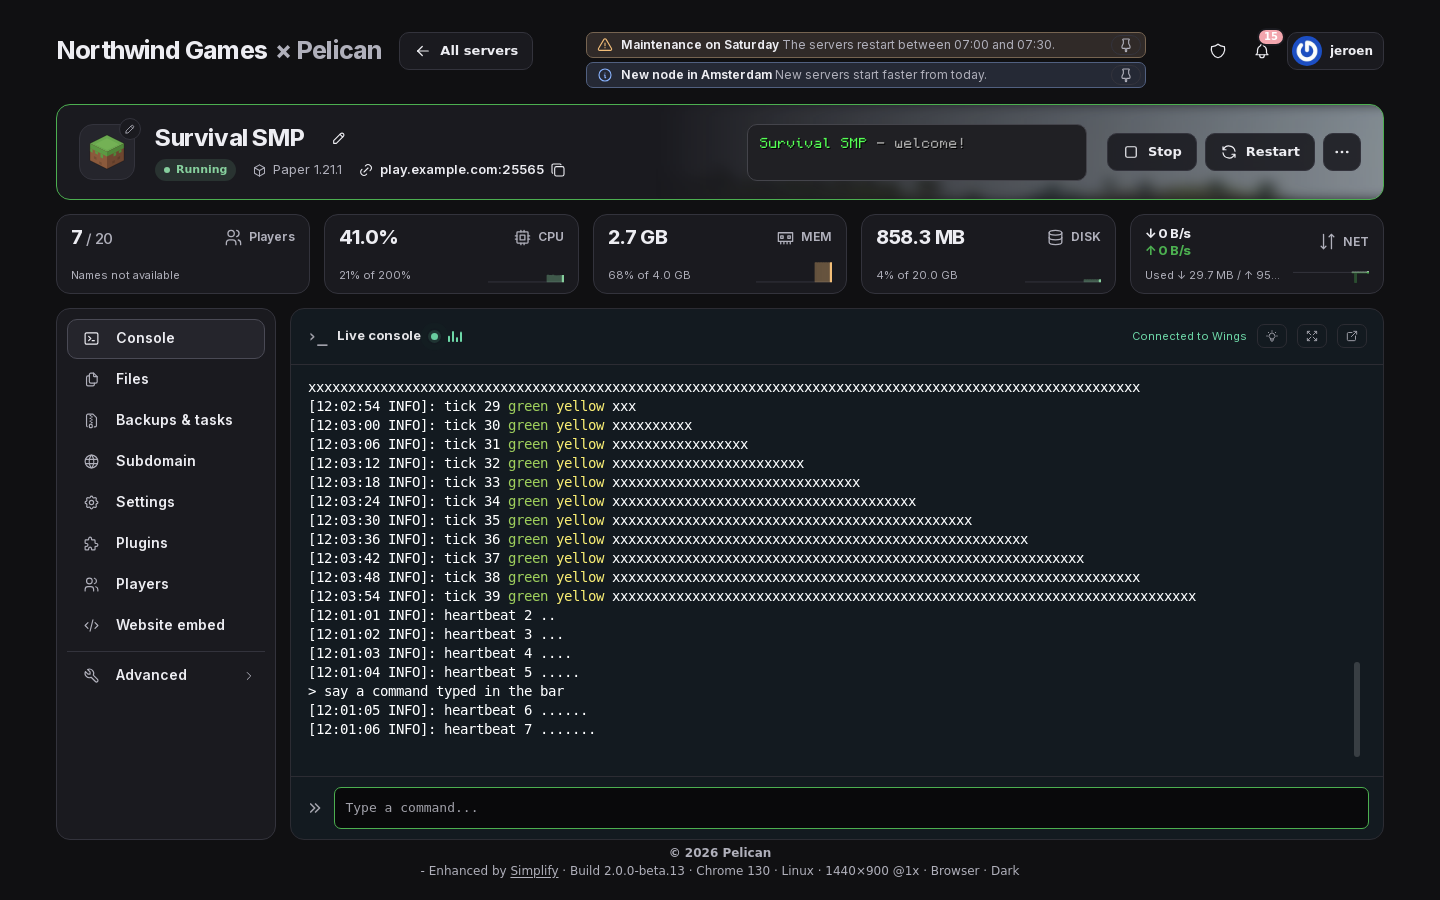 Northwind Games × Pelican
All servers
Maintenance on Saturday The servers restart between 07:00 and 07:30.
New node in Amsterdam New servers start faster from today.
15
jeroen
Survival SMP
Running
Paper 1.21.1
play.example.com:25565
Survival SMP - welcome!
Stop
Restart
7 / 20
Players
Names not available
41.0%
CPU
21% of 200%
2.7 GB
MEM
68% of 4.0 GB
858.3 MB
DISK
4% of 20.0 GB
↓ 0 B/s
↑ 0 B/s
NET
Used ↓ 29.7 MB / ↑ 95...
Console
Files
Backups & tasks
Subdomain
Settings
Plugins
Players
Website embed
Advanced
Live console
Connected to Wings
xxxxxxxxxxxxxxxxxxxxxxxxxxxxxxxxxxxxxxxxxxxxxxxxxxxxxxxxxxxxxxxxxxxxxxxxxxxxxxxxxxxxxxxxxxxxxxxxxxxxxxxx
[12:02:54 INFO]: tick 29 green yellow xxx
[12:03:00 INFO]: tick 30 green yellow xxxxxxxxxx
[12:03:06 INFO]: tick 31 green yellow xxxxxxxxxxxxxxxxx
[12:03:12 INFO]: tick 32 green yellow xxxxxxxxxxxxxxxxxxxxxxxx
[12:03:18 INFO]: tick 33 green yellow xxxxxxxxxxxxxxxxxxxxxxxxxxxxxxx
[12:03:24 INFO]: tick 34 green yellow xxxxxxxxxxxxxxxxxxxxxxxxxxxxxxxxxxxxxx
[12:03:30 INFO]: tick 35 green yellow xxxxxxxxxxxxxxxxxxxxxxxxxxxxxxxxxxxxxxxxxxxxx
[12:03:36 INFO]: tick 36 green yellow xxxxxxxxxxxxxxxxxxxxxxxxxxxxxxxxxxxxxxxxxxxxxxxxxxxx
[12:03:42 INFO]: tick 37 green yellow xxxxxxxxxxxxxxxxxxxxxxxxxxxxxxxxxxxxxxxxxxxxxxxxxxxxxxxxxxx
[12:03:48 INFO]: tick 38 green yellow xxxxxxxxxxxxxxxxxxxxxxxxxxxxxxxxxxxxxxxxxxxxxxxxxxxxxxxxxxxxxxxxxx
[12:03:54 INFO]: tick 39 green yellow xxxxxxxxxxxxxxxxxxxxxxxxxxxxxxxxxxxxxxxxxxxxxxxxxxxxxxxxxxxxxxxxxxxxxxxxx
[12:01:01 INFO]: heartbeat 2 ..
[12:01:02 INFO]: heartbeat 3 ...
[12:01:03 INFO]: heartbeat 4 ....
[12:01:04 INFO]: heartbeat 5 .....
> say a command typed in the bar
[12:01:05 INFO]: heartbeat 6 ......
[12:01:06 INFO]: heartbeat 7 .......
Type a command...
© 2026 Pelican
- Enhanced by Simplify · Build 2.0.0-beta.13 · Chrome 130 · Linux · 1440×900 @1x · Browser · Dark